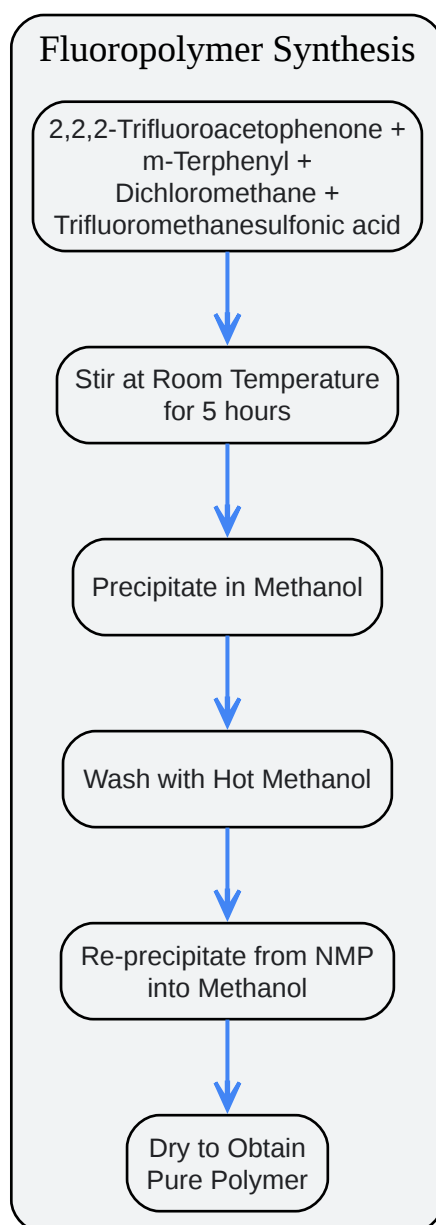 Fluoropolymer Synthesis
2,2,2-Trifluoroacetophenone +
m-Terphenyl +
Dichloromethane +
Trifluoromethanesulfonic acid
Stir at Room Temperature
for 5 hours
Precipitate in Methanol
Wash with Hot Methanol
Re-precipitate from NMP
into Methanol
Dry to Obtain
Pure Polymer